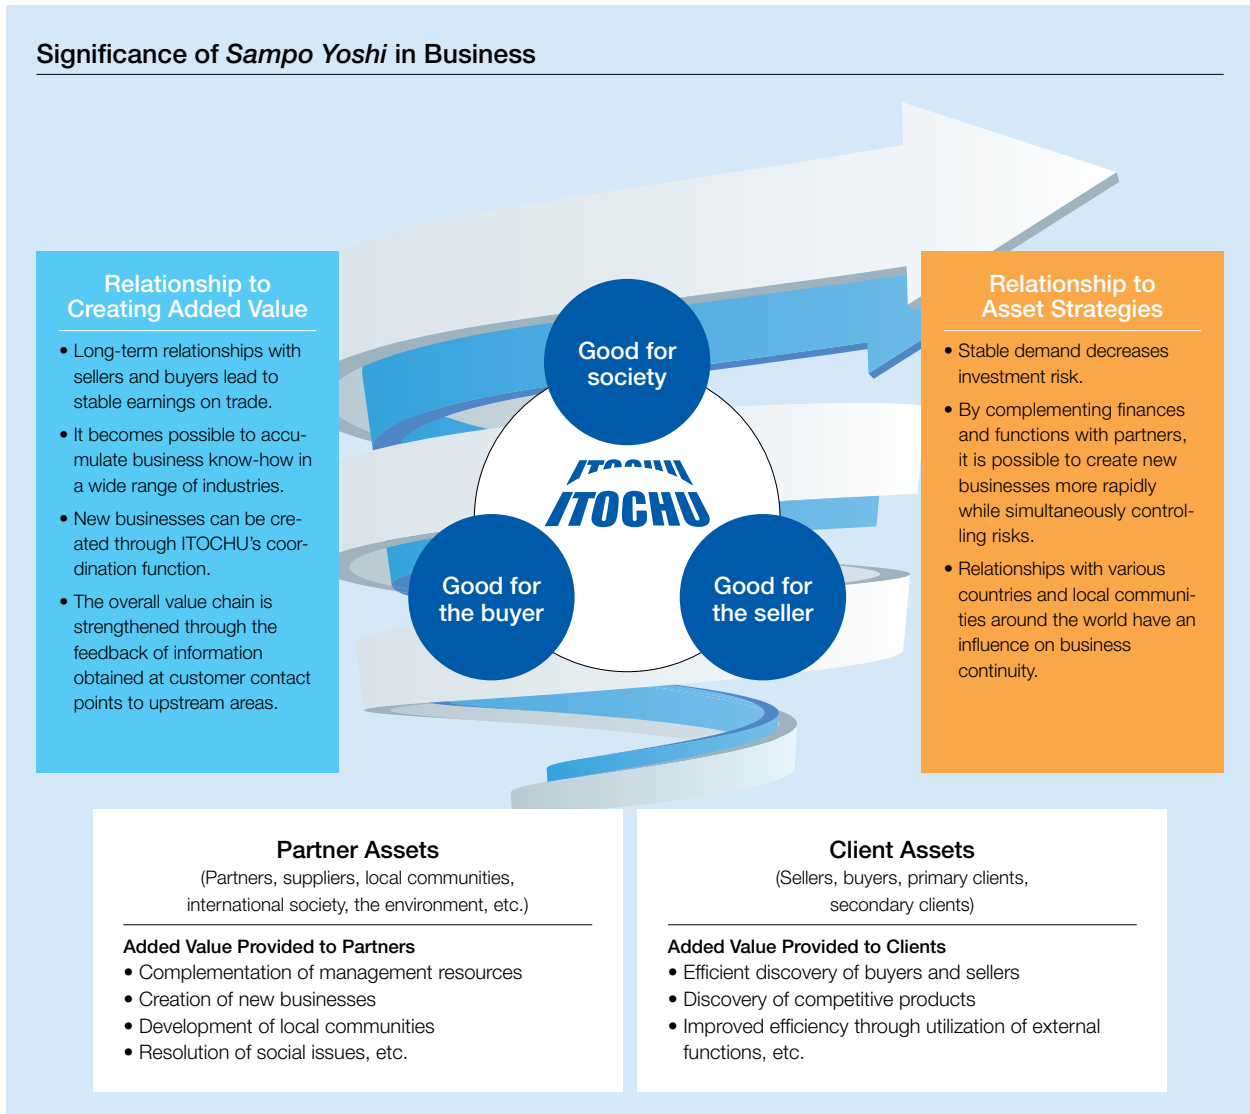 Significance of Sampo Yoshi in Business
Relationship to
Creating Added Value
• Long-term relationships with
sellers and buyers lead to
stable earnings on trade.
• It becomes possible to accu-
mulate business know-how in
a wide range of industries.
• New businesses can be cre-
ated through ITOCHU’s coor-
dination function.
• The overall value chain is
strengthened through the
feedback of information
obtained at customer contact
points to upstream areas.
Good for
society
ITOCHU
ITOCHU
Good for
the buyer
Good for
the seller
Relationship to
Asset Strategies
• Stable demand decreases
investment risk.
• By complementing finances
and functions with partners,
it is possible to create new
businesses more rapidly
while simultaneously control-
ling risks.
• Relationships with various
countries and local communi-
ties around the world have an
influence on business
continuity.
Partner Assets
(Partners, suppliers, local communities,
international society, the environment, etc.)
Added Value Provided to Partners
• Complementation of management resources
• Creation of new businesses
• Development of local communities
• Resolution of social issues, etc.
Client Assets
(Sellers, buyers, primary clients,
secondary clients)
Added Value Provided to Clients
• Efficient discovery of buyers and sellers
• Discovery of competitive products
• Improved efficiency through utilization of external
functions, etc.